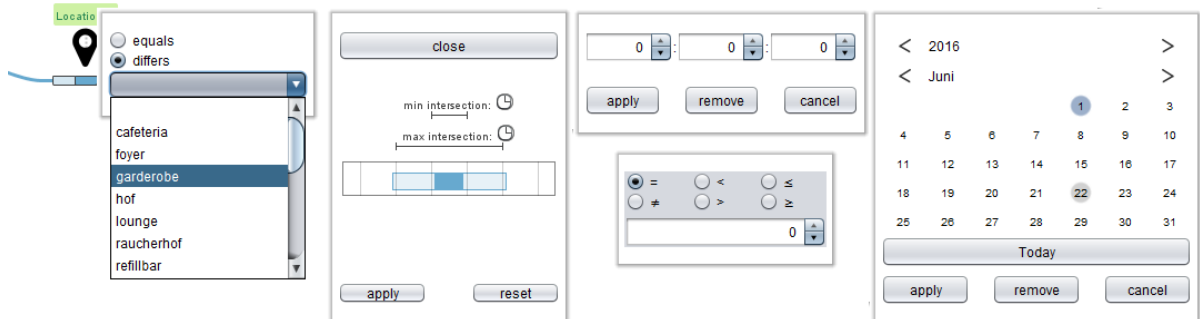 Locatio
equals
differs
cafeteria
foyer
garderobe
hof
lounge
raucherhof
refillbar
close
min intersection:
max intersection:
apply reset
0 : 0 : 0
apply remove cancel
= < ≤
≠ > ≥
0
< 2016 >
< Juni >
1 2 3
4 5 6 7 8 9 10
11 12 13 14 15 16 17
18 19 20 21 22 23 24
25 26 27 28 29 30 31
Today
apply remove cancel